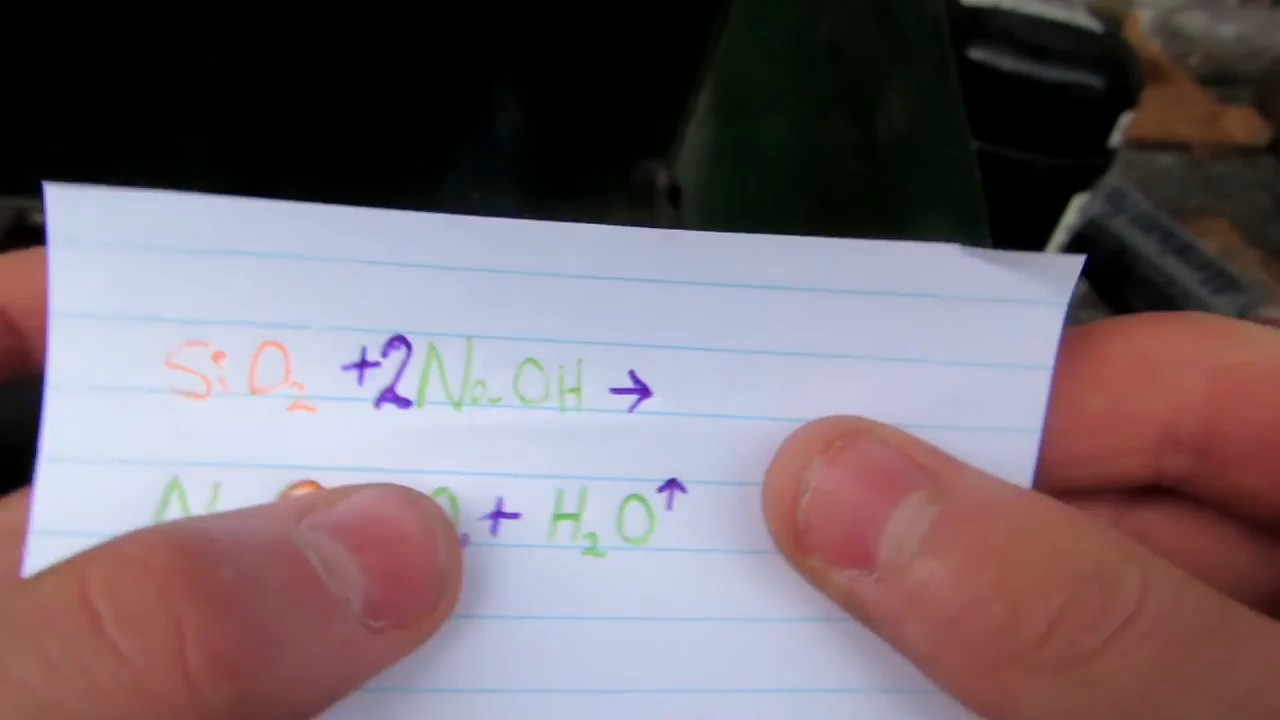 SiO₂ +2NaOH →
+ H₂O↑